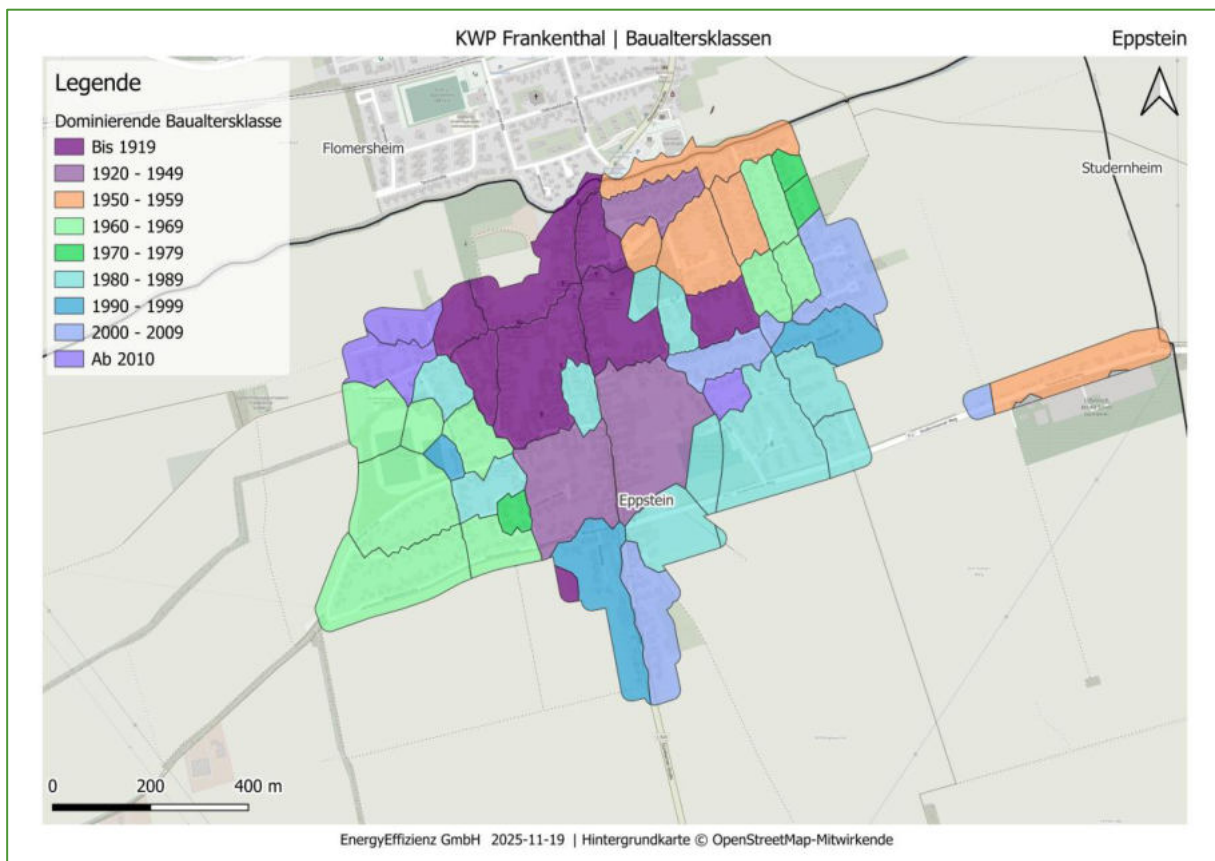 KWP Frankenthal | Baualtersklassen
Eppstein
Legende
Dominierende Baualtersklasse
Bis 1919
1920 - 1949
1950 - 1959
1960 - 1969
1970 - 1979
1980 - 1989
1990 - 1999
2000 - 2009
Ab 2010
Flomersheim
Studernheim
Eppstein
0 200 400 m
EnergyEffizienz GmbH 2025-11-19 | Hintergrundkarte © OpenStreetMap-Mitwirkende